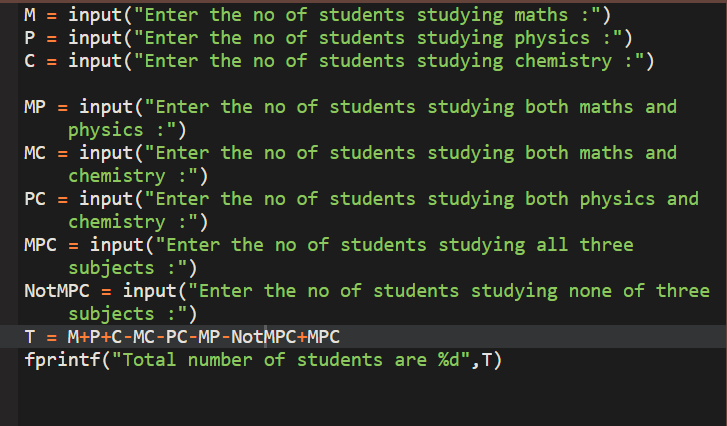 M = input("Enter the no of students studying maths :")
P = input("Enter the no of students studying physics :")
C = input("Enter the no of students studying chemistry :")
MP = input("Enter the no of students studying both maths and
physics :")
MC = input("Enter the no of students studying both maths and
chemistry :")
PC = input("Enter the no of students studying both physics and
chemistry :")
MPC = input("Enter the no of students studying all three
subjects :")
NotMPC = input("Enter the no of students studying none of three
subjects :")
T = M+P+C-MC-PC-MP-NotMPC+MPC
fprintf("Total number of students are %d",T)